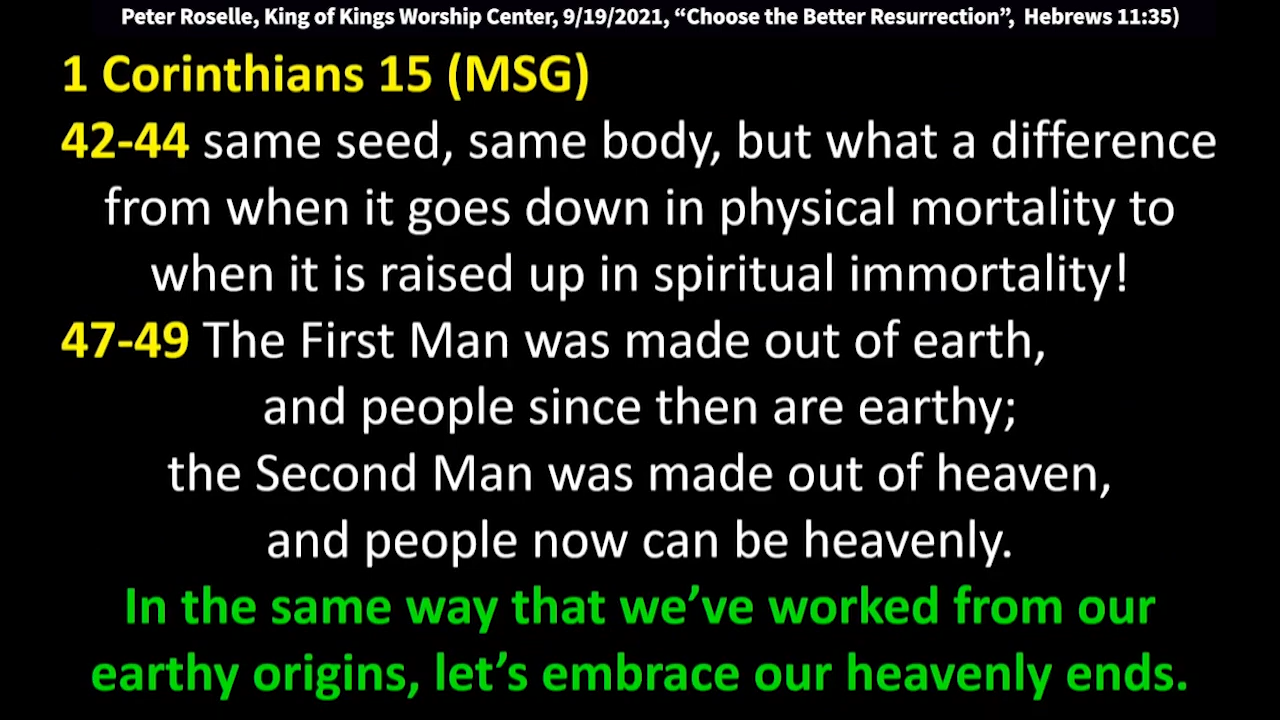 Peter Roselle, King of Kings Worship Center, 9/19/2021, “Choose the Better Resurrection”, Hebrews 11:35)
1 Corinthians 15 (MSG)
42-44 same seed, same body, but what a difference
from when it goes down in physical mortality to
when it is raised up in spiritual immortality!
47-49 The First Man was made out of earth,
and people since then are earthy;
the Second Man was made out of heaven,
and people now can be heavenly.
In the same way that we’ve worked from our
earthy origins, let’s embrace our heavenly ends.